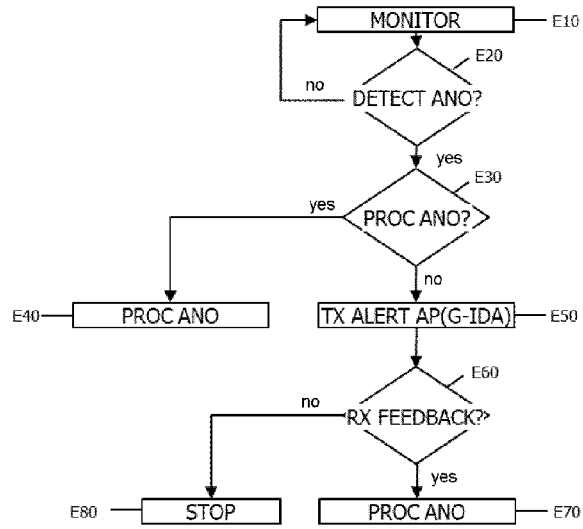 MONITOR E10
E20
no
DETECT ANO?
yes
E30
yes
PROC ANO?
no
E40 PROC ANO
TX ALERT AP(G-IDA) E50
E60
no
RX FEEDBACK?
yes
E80 STOP
PROC ANO E70